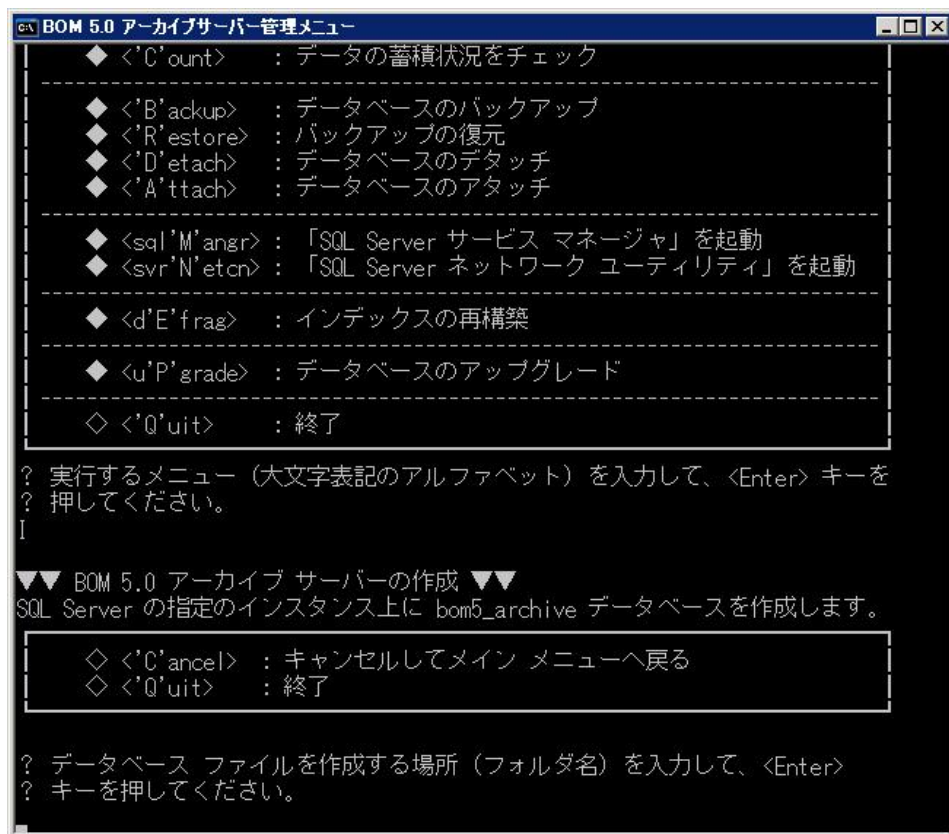 BOM 5.0 アーカイブサーバー管理メニュー
◆ <'C'ount> : データの蓄積状況をチェック
◆ <'B'ackup> : データベースのバックアップ
◆ <'R'estore> : バックアップの復元
◆ <'D'etach> : データベースのデタッチ
◆ <'A'ttach> : データベースのアタッチ
◆ <sql'M'angr> : 「SQL Server サービス マネージャ」を起動
◆ <svr'N'etcn> : 「SQL Server ネットワーク ユーティリティ」を起動
◆ <d'E'frag> : インデックスの再構築
◆ <u'P'grade> : データベースのアップグレード
◇ <'Q'uit> : 終了
? 実行するメニュー（大文字表記のアルファベット）を入力して、<Enter> キーを
? 押してください。
I
▼▼ BOM 5.0 アーカイブ サーバーの作成 ▼▼
SQL Server の指定のインスタンス上に bom5_archive データベースを作成します。
◇ <'C'ancel> : キャンセルしてメイン メニューへ戻る
◇ <'Q'uit> : 終了
? データベース ファイルを作成する場所（フォルダ名）を入力して、<Enter>
? キーを押してください。